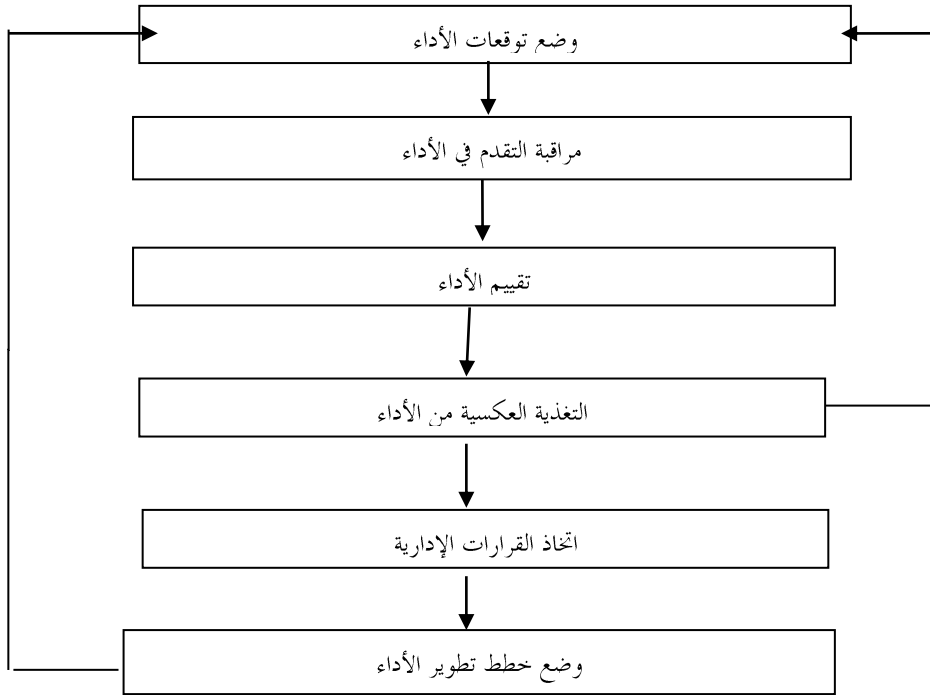 وضع توقعات الأداء
مراقبة التقدم في الأداء
تقييم الأداء
التغذية العكسية من الأداء
اتخاذ القرارات الإدارية
وضع خطط تطوير الأداء